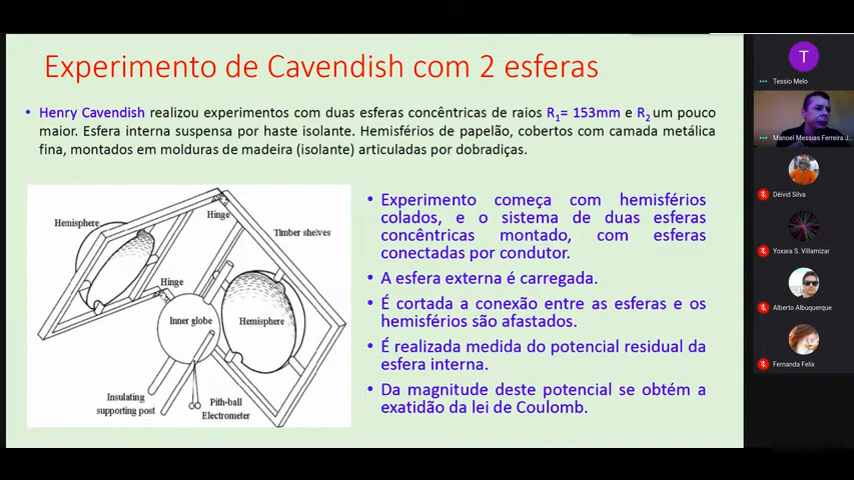 Experimento de Cavendish com 2 esferas
• Henry Cavendish realizou experimentos com duas esferas concêntricas de raios R1= 153mm e R2 um pouco
maior. Esfera interna suspensa por haste isolante. Hemisférios de papelão, cobertos com camada metálica
fina, montados em molduras de madeira (isolante) articuladas por dobradiças.
Hemisphere
Hinge
Timber shelves
Hinge
Inner globe
Hemisphere
Insulating
supporting post
Pith-ball
Electrometer
• Experimento começa com hemisférios
colados, e o sistema de duas esferas
concêntricas montado, com esferas
conectadas por condutor.
• A esfera externa é carregada.
• É cortada a conexão entre as esferas e os
hemisférios são afastados.
• É realizada medida do potencial residual da
esfera interna.
• Da magnitude deste potencial se obtém a
exatidão da lei de Coulomb.
T
Tessio Melo
Manoel Messias Ferreira J...
Déivid Silva
Yoxara S. Villamizar
Alberto Albuquerque
Fernanda Felix